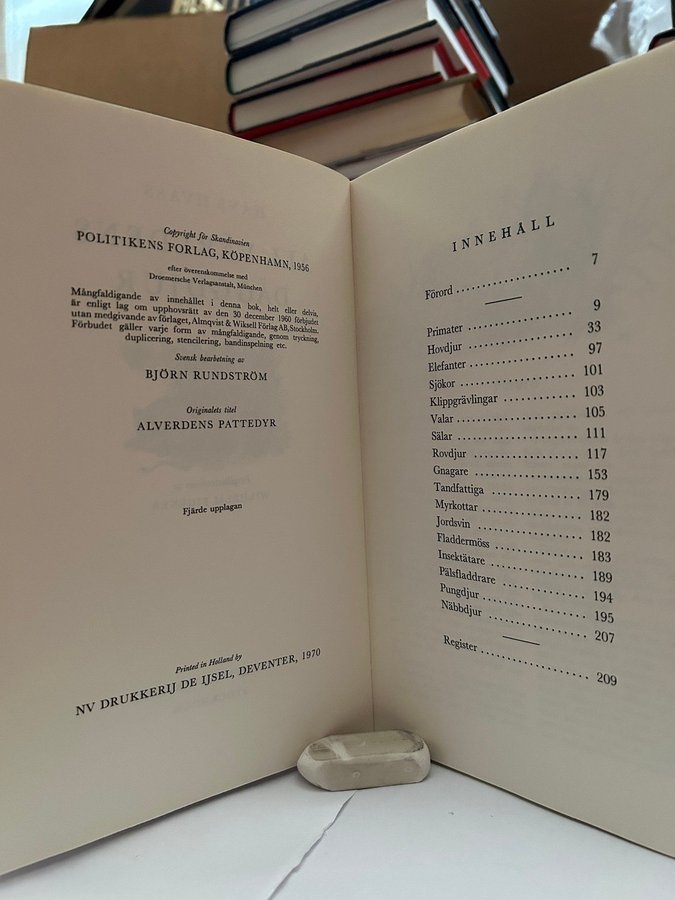 Copyright för Skandinavien
POLITIKENS FORLAG, KÖPENHAMN, 1956
efter överenskommelse med
Droemersche Verlagsanstalt, München
Mångfaldigande av innehållet i denna bok, helt eller delvis,
är enligt lag om upphovsrätt av den 30 december 1960 förbjudet
utan medgivande av förlaget, Almqvist & Wiksell Förlag AB, Stockholm.
Förbudet gäller varje form av mångfaldigande, genom tryckning,
duplicering, stencilering, bandinspelning etc.
Svensk bearbetning av
BJÖRN RUNDSTRÖM
Originalets titel
ALVERDENS PATTEDYR
Fjärde upplagan
Printed in Holland by
NV DRUKKERIJ DE IJSEL, DEVENTER, 1970
INNEHÅLL
Förord 7
Primater 9
Hovdjur 33
Elefanter 97
Sjökor 101
Klippgrävlingar 103
Valar 105
Sälar 111
Rovdjur 117
Gnagare 153
Tandfattiga 179
Myrkottar 182
Jordsvin 182
Fladdermöss 183
Insektätare 189
Pälsfladdrare 194
Pungdjur 195
Näbbdjur 207
Register 209